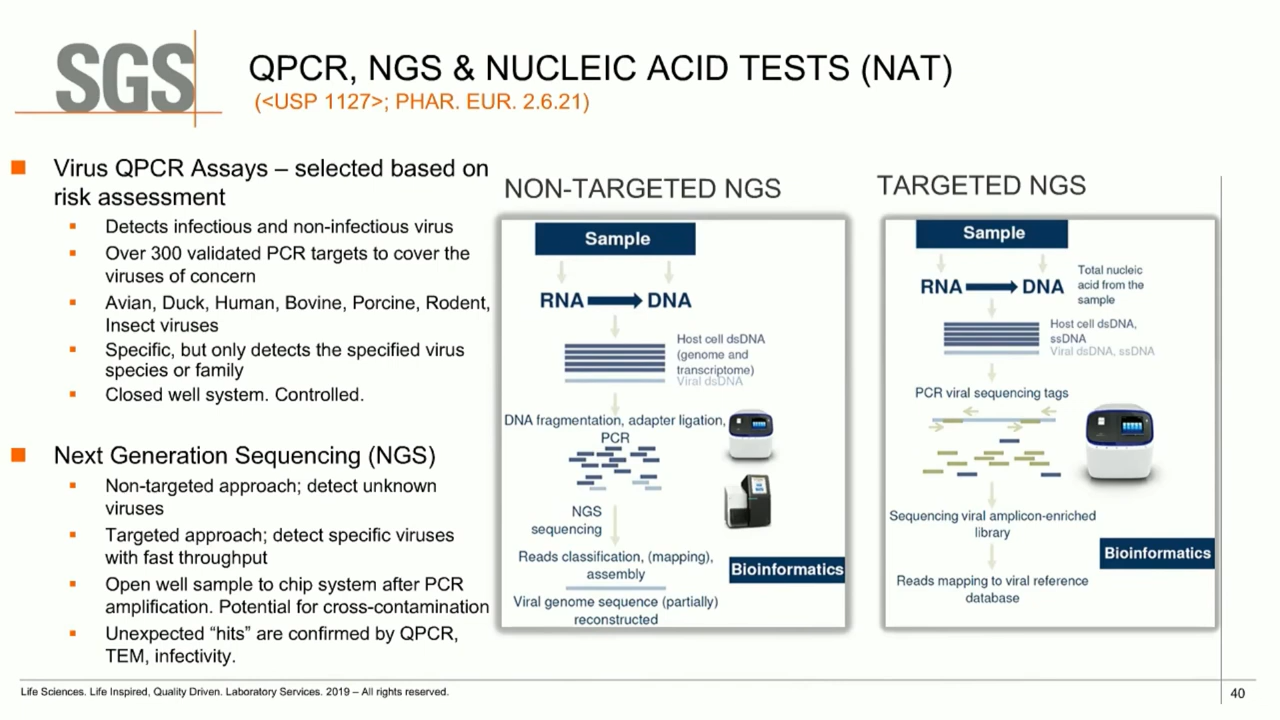 SGS
QPCR, NGS & NUCLEIC ACID TESTS (NAT)
(<USP 1127>; PHAR. EUR. 2.6.21)
Virus QPCR Assays – selected based on
risk assessment
Detects infectious and non-infectious virus
Over 300 validated PCR targets to cover the
viruses of concern
Avian, Duck, Human, Bovine, Porcine, Rodent,
Insect viruses
Specific, but only detects the specified virus
species or family
Closed well system. Controlled.
Next Generation Sequencing (NGS)
Non-targeted approach; detect unknown
viruses
Targeted approach; detect specific viruses
with fast throughput
Open well sample to chip system after PCR
amplification. Potential for cross-contamination
Unexpected “hits” are confirmed by QPCR,
TEM, infectivity.
NON-TARGETED NGS
Sample
RNA DNA
Host cell dsDNA
(genome and
transcriptome)
Viral dsDNA
DNA fragmentation, adapter ligation,
PCR
NGS
sequencing
Reads classification, (mapping),
assembly
Bioinformatics
Viral genome sequence (partially)
reconstructed
TARGETED NGS
Sample
RNA DNA
Total nucleic
acid from the
sample
Host cell dsDNA,
ssDNA
Viral dsDNA, ssDNA
PCR viral sequencing tags
Sequencing viral amplicon-enriched
library
Bioinformatics
Reads mapping to viral reference
database
Life Sciences. Life Inspired, Quality Driven. Laboratory Services. 2019 – All rights reserved.
40